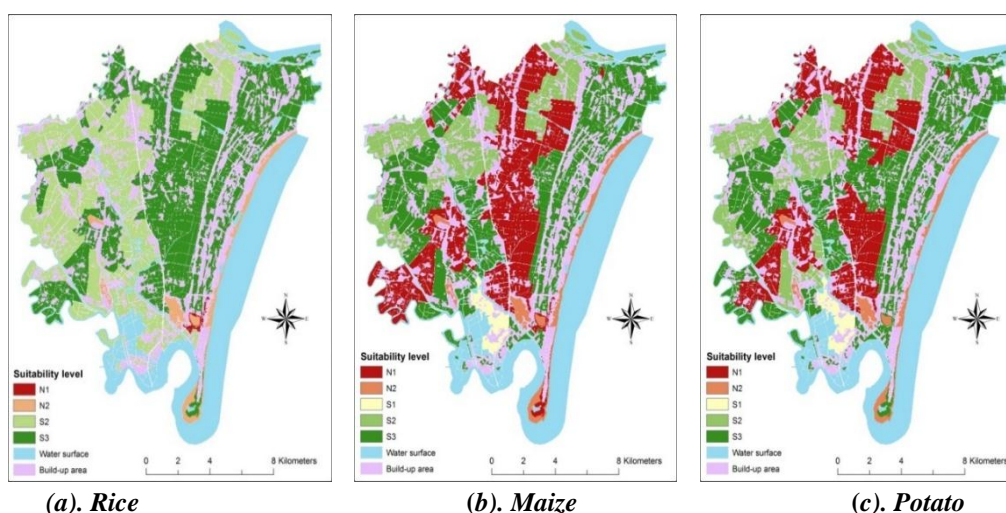 Suitability level
N1
N2
S2
S3
Water surface
Build-up area
0 2 4 8 Kilometers
N
W E
S
(a). Rice
Suitability level
N1
N2
S1
S2
S3
Water surface
Build-up area
0 2 4 8 Kilometers
N
W E
S
(b). Maize
Suitability level
N1
N2
S1
S2
S3
Water surface
Build-up area
0 2 4 8 Kilometers
N
W E
S
(c). Potato